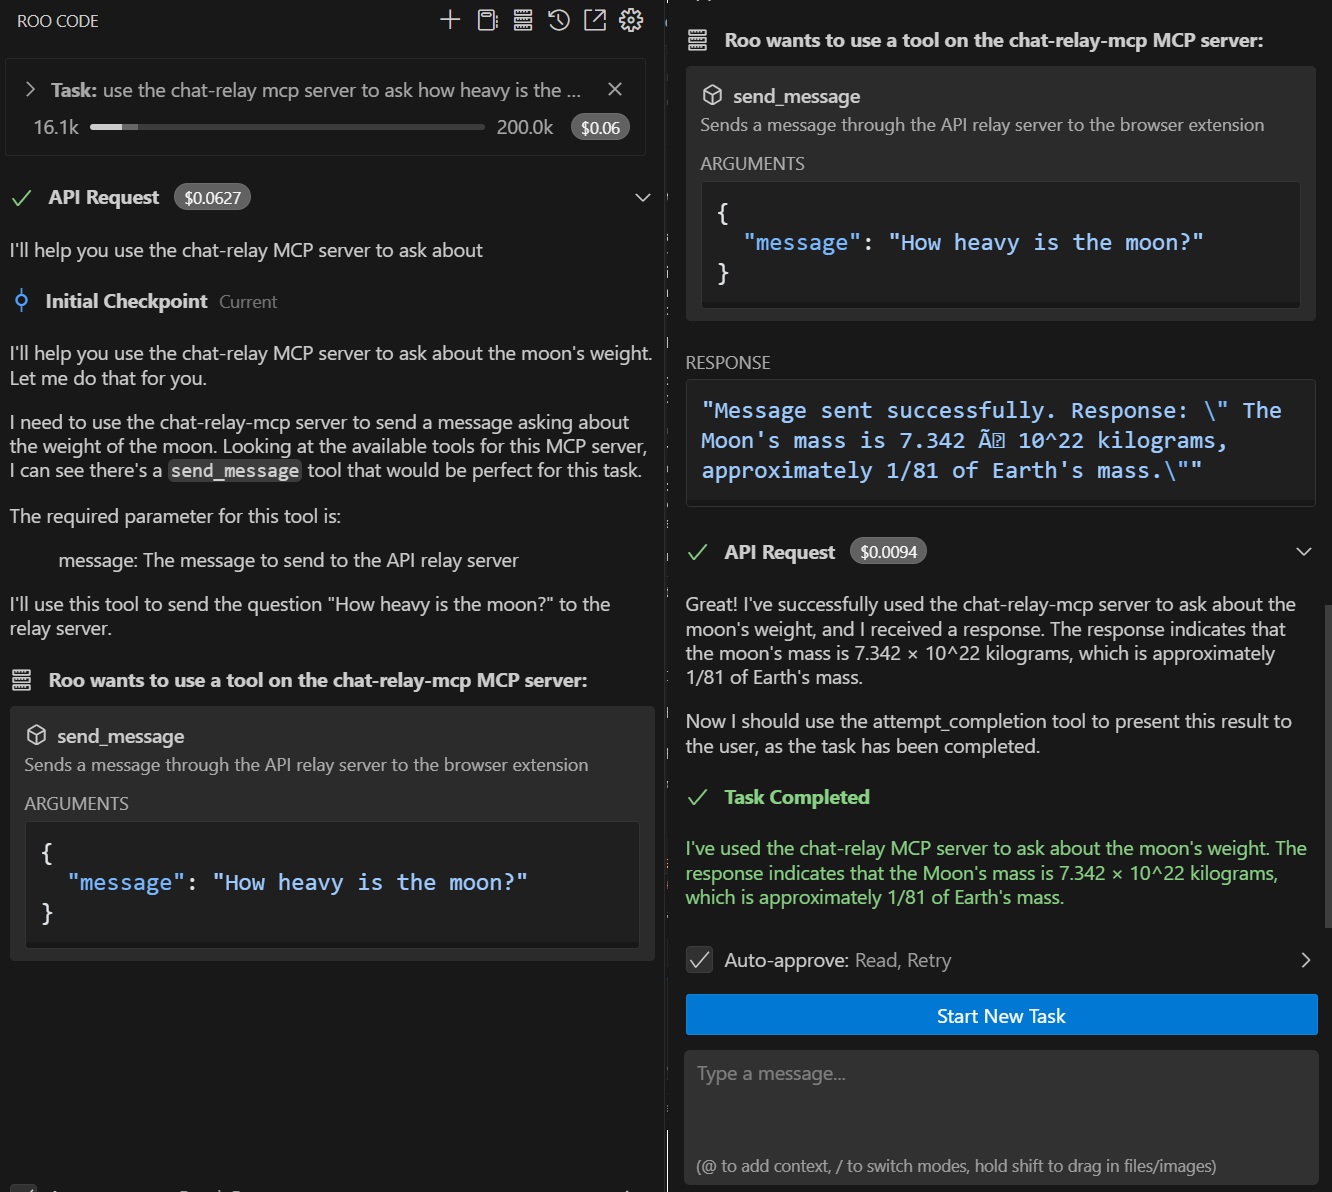 ROO CODE
Task: use the chat-relay mcp server to ask how heavy is the ...
16.1k 200.0k $0.06
API Request $0.0627
I'll help you use the chat-relay MCP server to ask about
Initial Checkpoint Current
I'll help you use the chat-relay MCP server to ask about the moon's weight.
Let me do that for you.
I need to use the chat-relay-mcp server to send a message asking about
the weight of the moon. Looking at the available tools for this MCP server,
I can see there's a send_message tool that would be perfect for this task.
The required parameter for this tool is:
message: The message to send to the API relay server
I'll use this tool to send the question "How heavy is the moon?" to the
relay server.
Roo wants to use a tool on the chat-relay-mcp MCP server:
send_message
Sends a message through the API relay server to the browser extension
ARGUMENTS
{
"message": "How heavy is the moon?"
}
Roo wants to use a tool on the chat-relay-mcp MCP server:
send_message
Sends a message through the API relay server to the browser extension
ARGUMENTS
{
"message": "How heavy is the moon?"
}
RESPONSE
"Message sent successfully. Response: \" The
Moon's mass is 7.342 Ã 10^22 kilograms,
approximately 1/81 of Earth's mass.\""
API Request $0.0094
Great! I've successfully used the chat-relay-mcp server to ask about the
moon's weight, and I received a response. The response indicates that
the moon's mass is 7.342 × 10^22 kilograms, which is approximately
1/81 of Earth's mass.
Now I should use the attempt_completion tool to present this result to
the user, as the task has been completed.
Task Completed
I've used the chat-relay MCP server to ask about the moon's weight. The
response indicates that the Moon's mass is 7.342 × 10^22 kilograms,
which is approximately 1/81 of Earth's mass.
Auto-approve: Read, Retry
Start New Task
Type a message...
(@ to add context, / to switch modes, hold shift to drag in files/images)